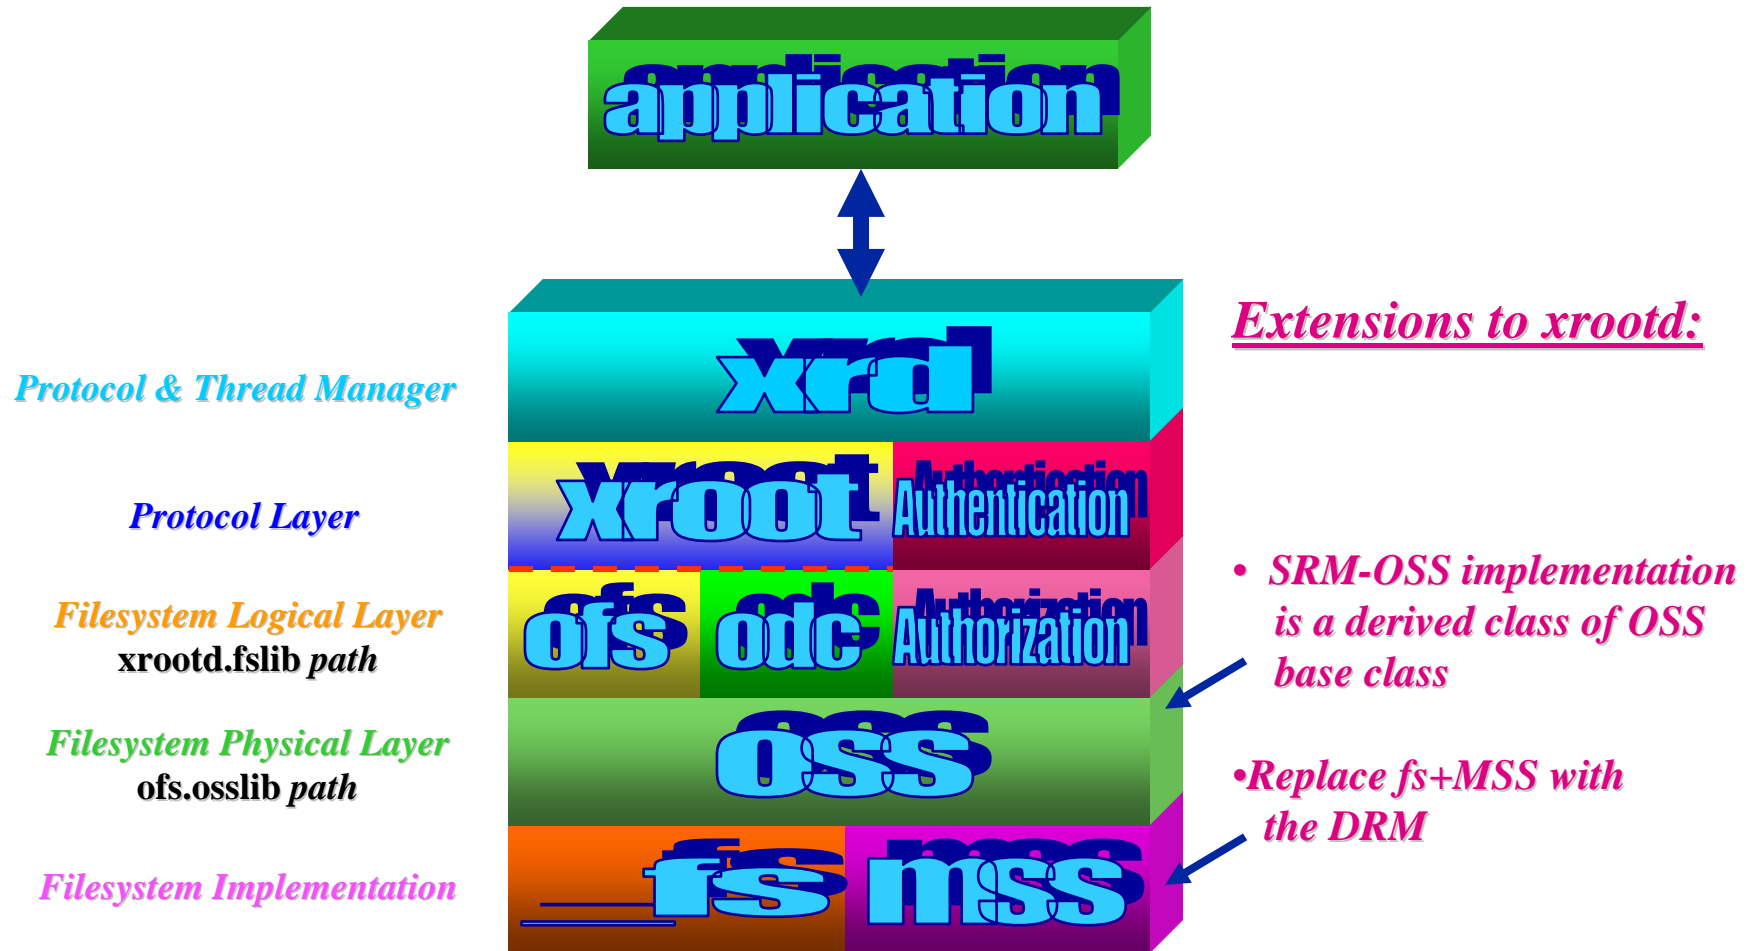 application
Extensions to xrootd:
Protocol & Thread Manager
xrd
Protocol Layer
xroot
Authentication
Filesystem Logical Layer
xrootd.fslib path
ofs
odc
Authorization
• SRM-OSS implementation
is a derived class of OSS
base class
Filesystem Physical Layer
ofs.osslib path
oss
•Replace fs+MSS with
the DRM
Filesystem Implementation
_fs
mss